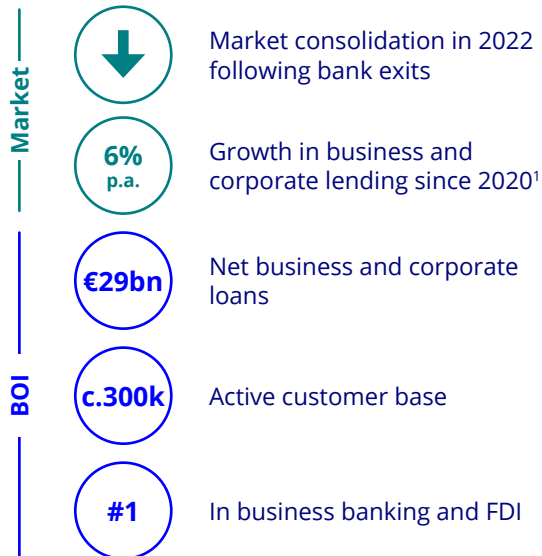 Market
Market consolidation in 2022
following bank exits
6%
p.a.
Growth in business and
corporate lending since 2020¹
BOI
€29bn
Net business and corporate
loans
c.300k
Active customer base
#1
In business banking and FDI